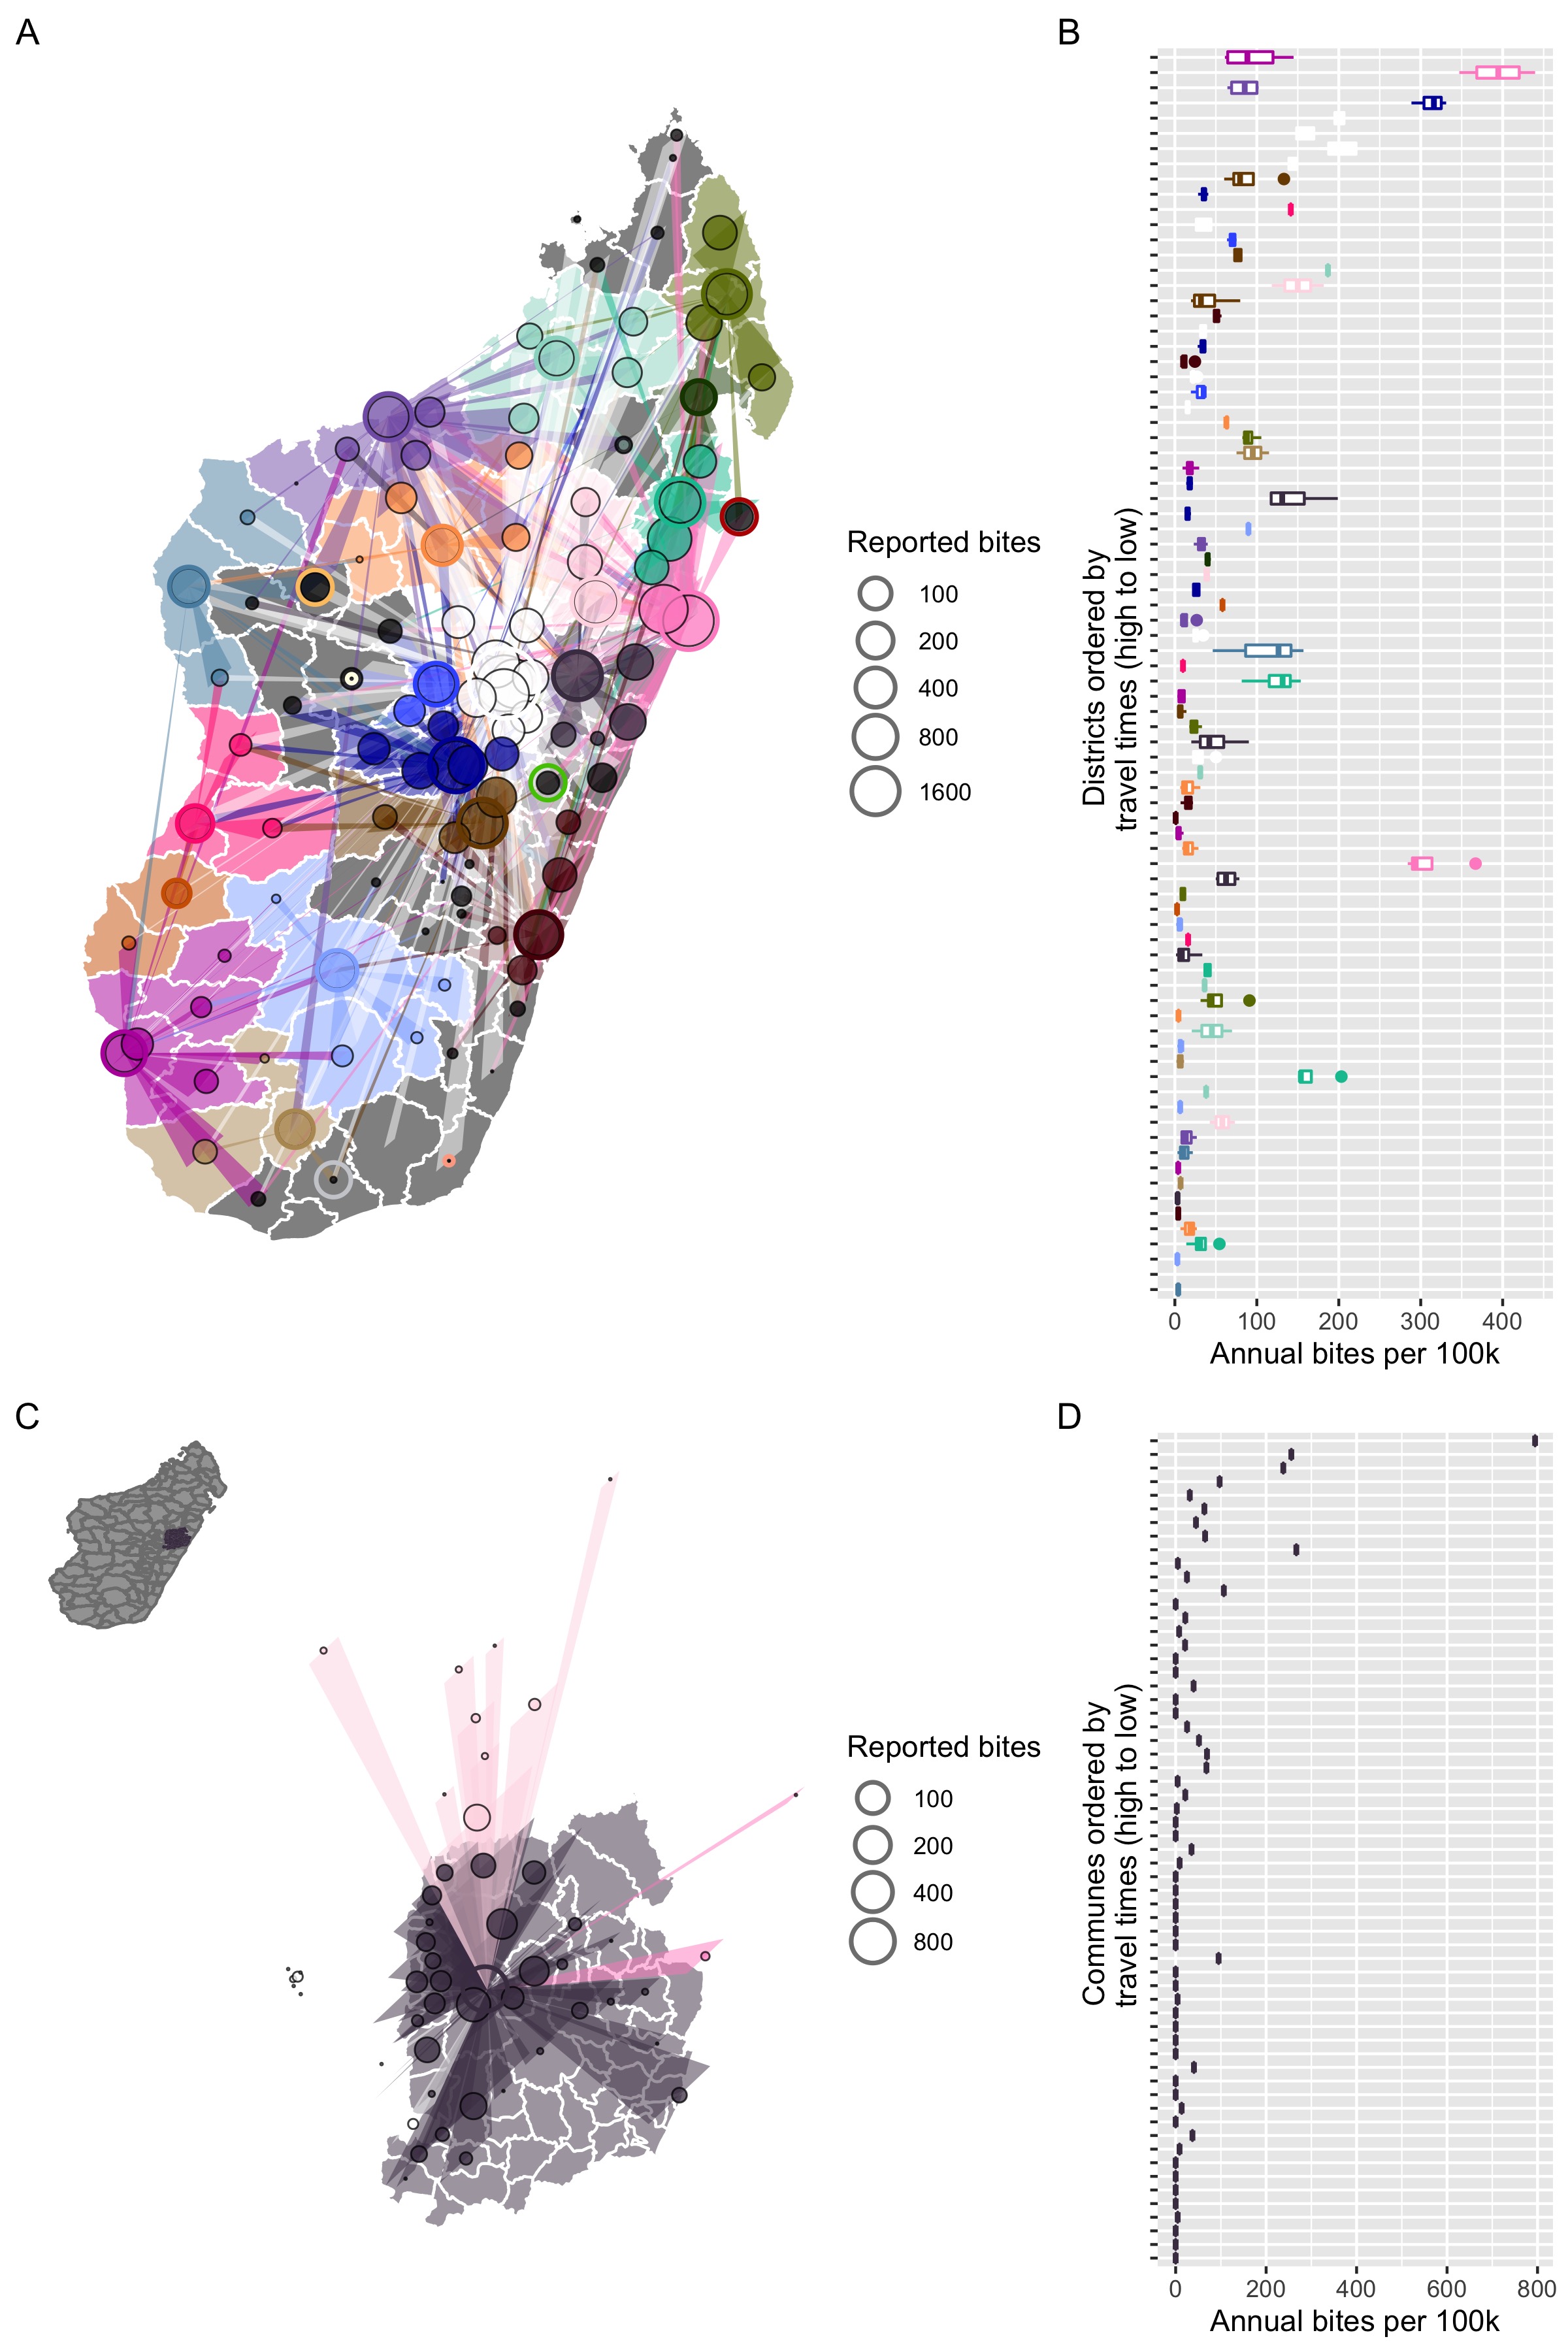 A
B
Reported bites
100
200
400
800
1600
Districts ordered by
travel times (high to low)
0 100 200 300 400
Annual bites per 100k
C
D
Reported bites
100
200
400
800
Communes ordered by
travel times (high to low)
0 200 400 600 800
Annual bites per 100k